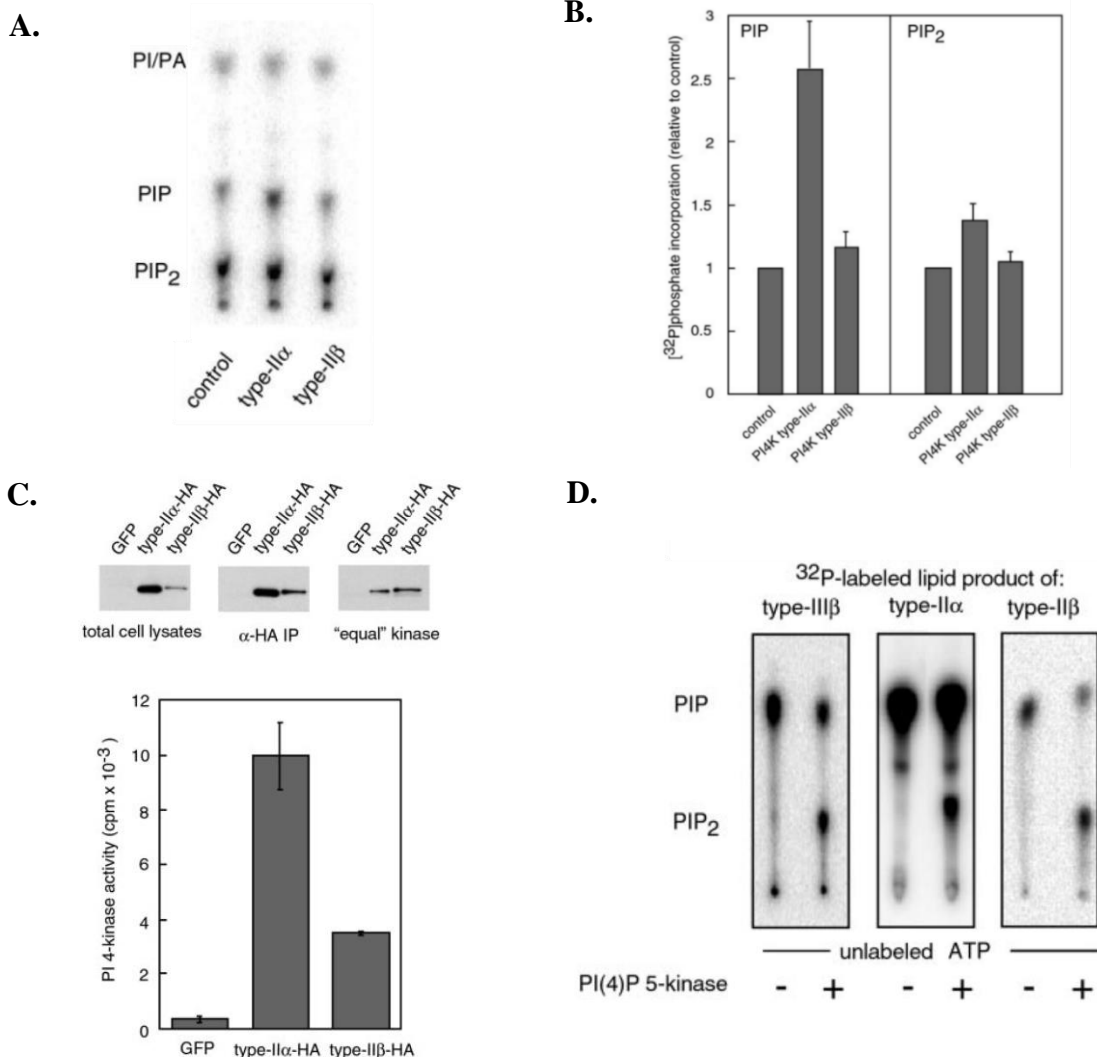 A.
PI/PA
PIP
PIP2
control
type-IIα
type-IIβ
B.
[32P]phosphate incorporation (relative to control)
3
2.5
2
1.5
1
0.5
0
PIP
PIP2
control
PI4K type-IIα
PI4K type-IIβ
control
PI4K type-IIα
PI4K type-IIβ
C.
GFP
type-IIα-HA
type-IIβ-HA
GFP
type-IIα-HA
type-IIβ-HA
GFP
type-IIα-HA
type-IIβ-HA
total cell lysates
α-HA IP
"equal" kinase
PI 4-kinase activity (cpm x 10-3)
12
10
8
6
4
2
0
GFP
type-IIα-HA
type-IIβ-HA
D.
32P-labeled lipid product of:
type-IIIβ
type-IIα
type-IIβ
PIP
PIP2
unlabeled ATP
PI(4)P 5-kinase - + - + - +